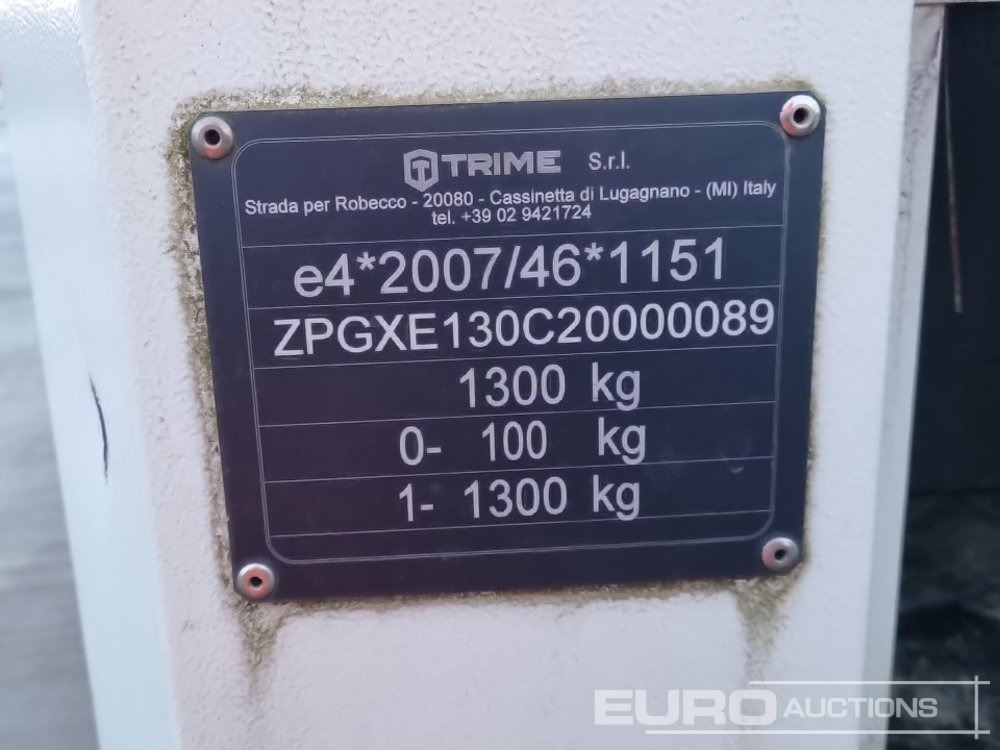 TRIME S.r.l.
Strada per Robecco - 20080 - Cassinetta di Lugagnano - (MI) Italy
tel. +39 02 9421724
e4*2007/46*1151
ZPGXE130C20000089
1300 kg
0- 100 kg
1- 1300 kg
EURO AUCTIONS